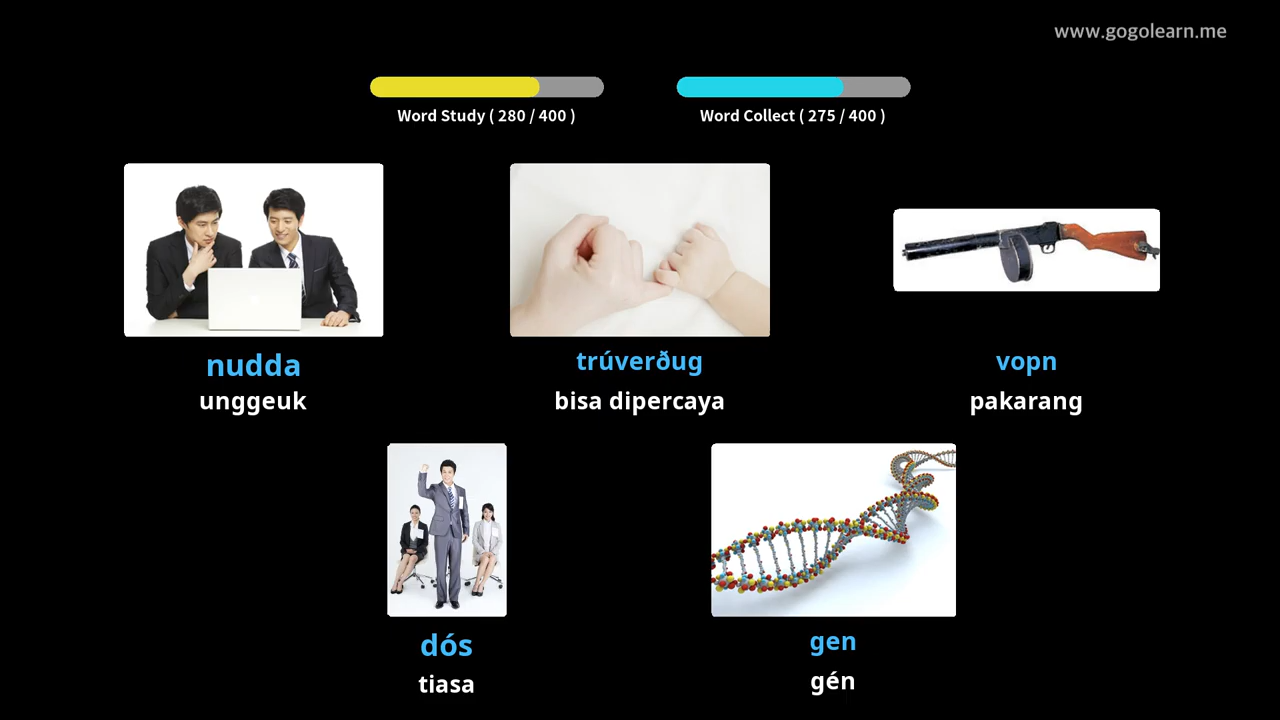 www.gogolearn.me
Word Study ( 280 / 400 )
Word Collect ( 275 / 400 )
nudda
unggeuk
trúverðug
bisa dipercaya
vopn
pakarang
dós
tiasa
gen
gén